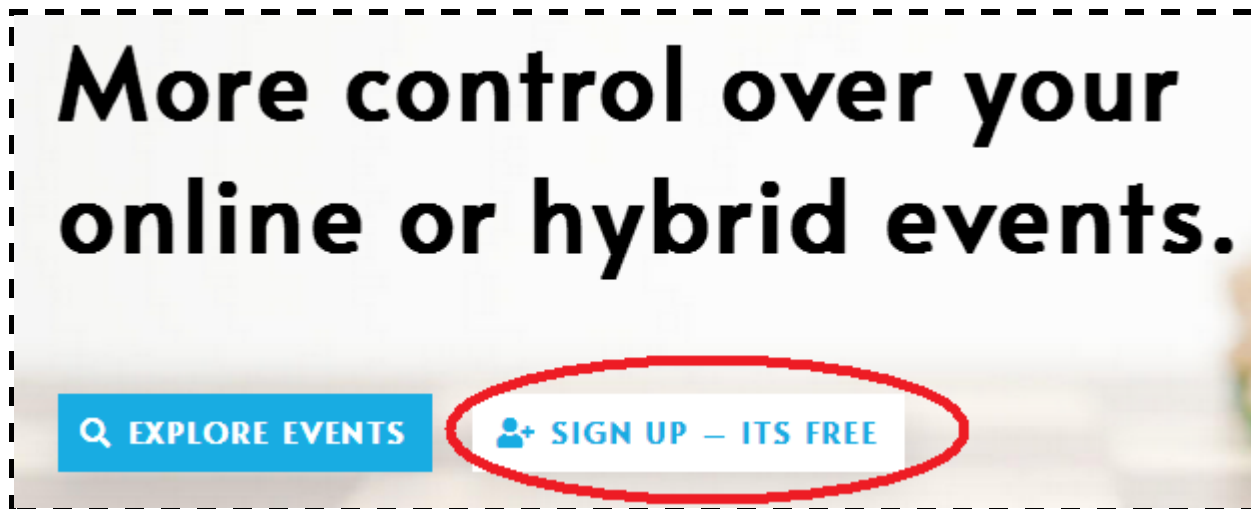 More control over your
online or hybrid events.
EXPLORE EVENTS
SIGN UP – ITS FREE